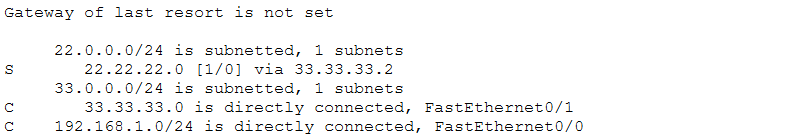 Gateway of last resort is not set

     22.0.0.0/24 is subnetted, 1 subnets
S       22.22.22.0 [1/0] via 33.33.33.2
     33.0.0.0/24 is subnetted, 1 subnets
C       33.33.33.0 is directly connected, FastEthernet0/1
C    192.168.1.0/24 is directly connected, FastEthernet0/0